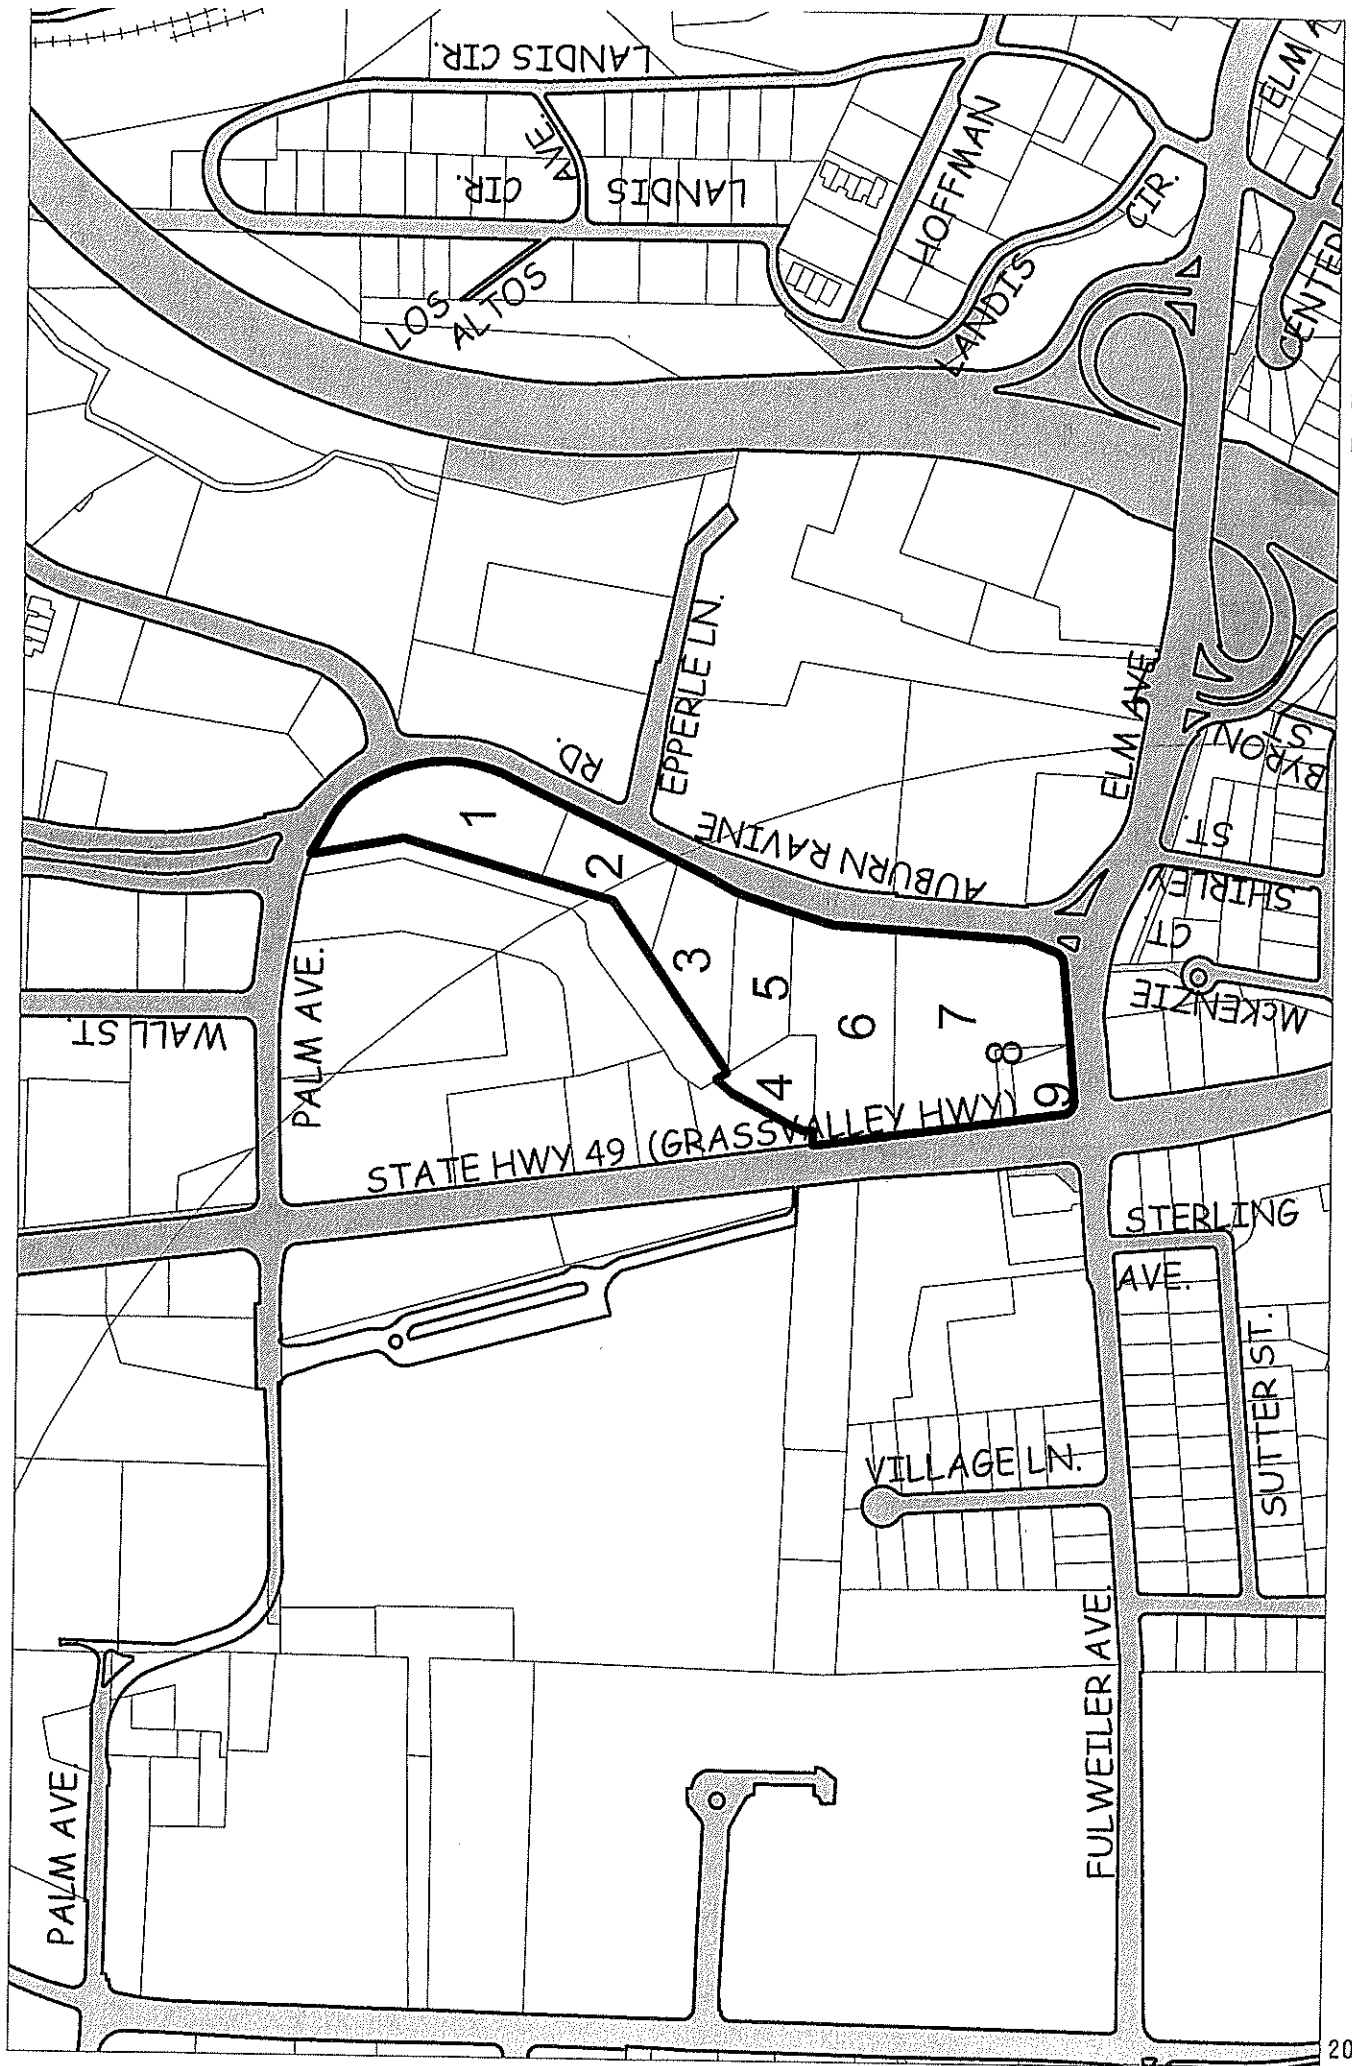 LANDIS CIR.
AVE.
CIR.
LANDIS
LOS
ALTOS
HOFFMAN
LANDIS
CIR.
ELM
CENTER
RD.
EPPERLE LN.
AUBURN RAVINE
ELM AVE.
BYRON
ST.
SHIRLEY
ST.
McKENZIE
CT
WALL ST.
PALM AVE.
1
2
3
4
5
6
7
8
9
STATE HWY 49 (GRASSVALLEY HWY)
STERLING
AVE.
SUTTER ST.
VILLAGE LN.
FULWEILER AVE.
PALM AVE.
20